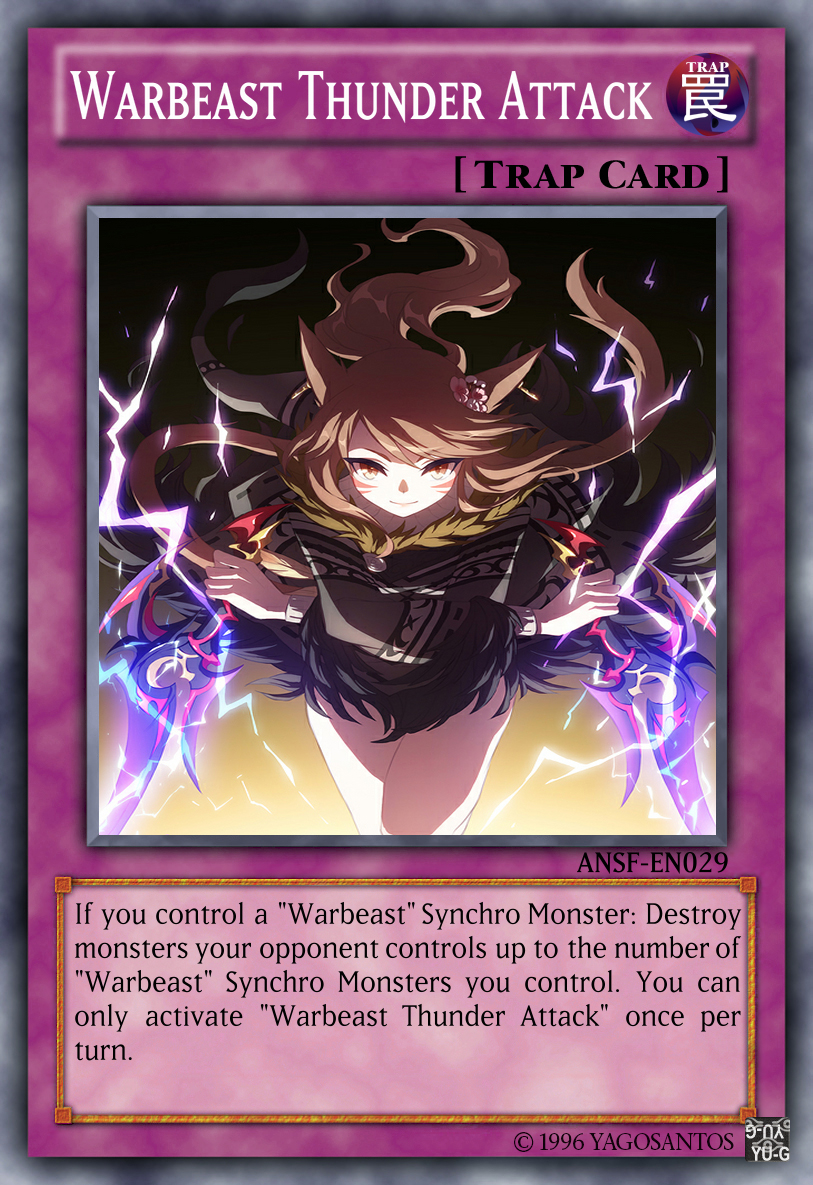 WARBEAST THUNDER ATTACK
TRAP
罠
[TRAP CARD]
ANSF-EN029
If you control a "Warbeast" Synchro Monster: Destroy
monsters your opponent controls up to the number of
"Warbeast" Synchro Monsters you control. You can
only activate "Warbeast Thunder Attack" once per
turn.
© 1996 YAGOSANTOS
YU-G
YU-G